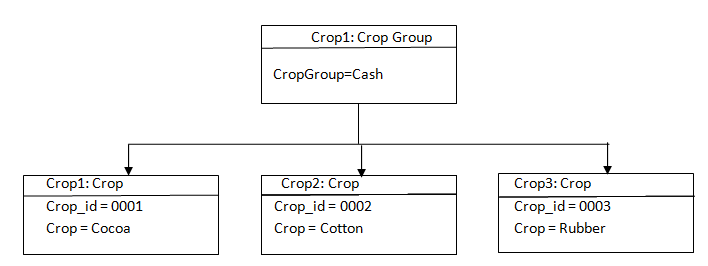 Crop1: Crop Group
CropGroup=Cash
Crop1: Crop
Crop_id = 0001
Crop = Cocoa
Crop2: Crop
Crop_id = 0002
Crop = Cotton
Crop3: Crop
Crop_id = 0003
Crop = Rubber